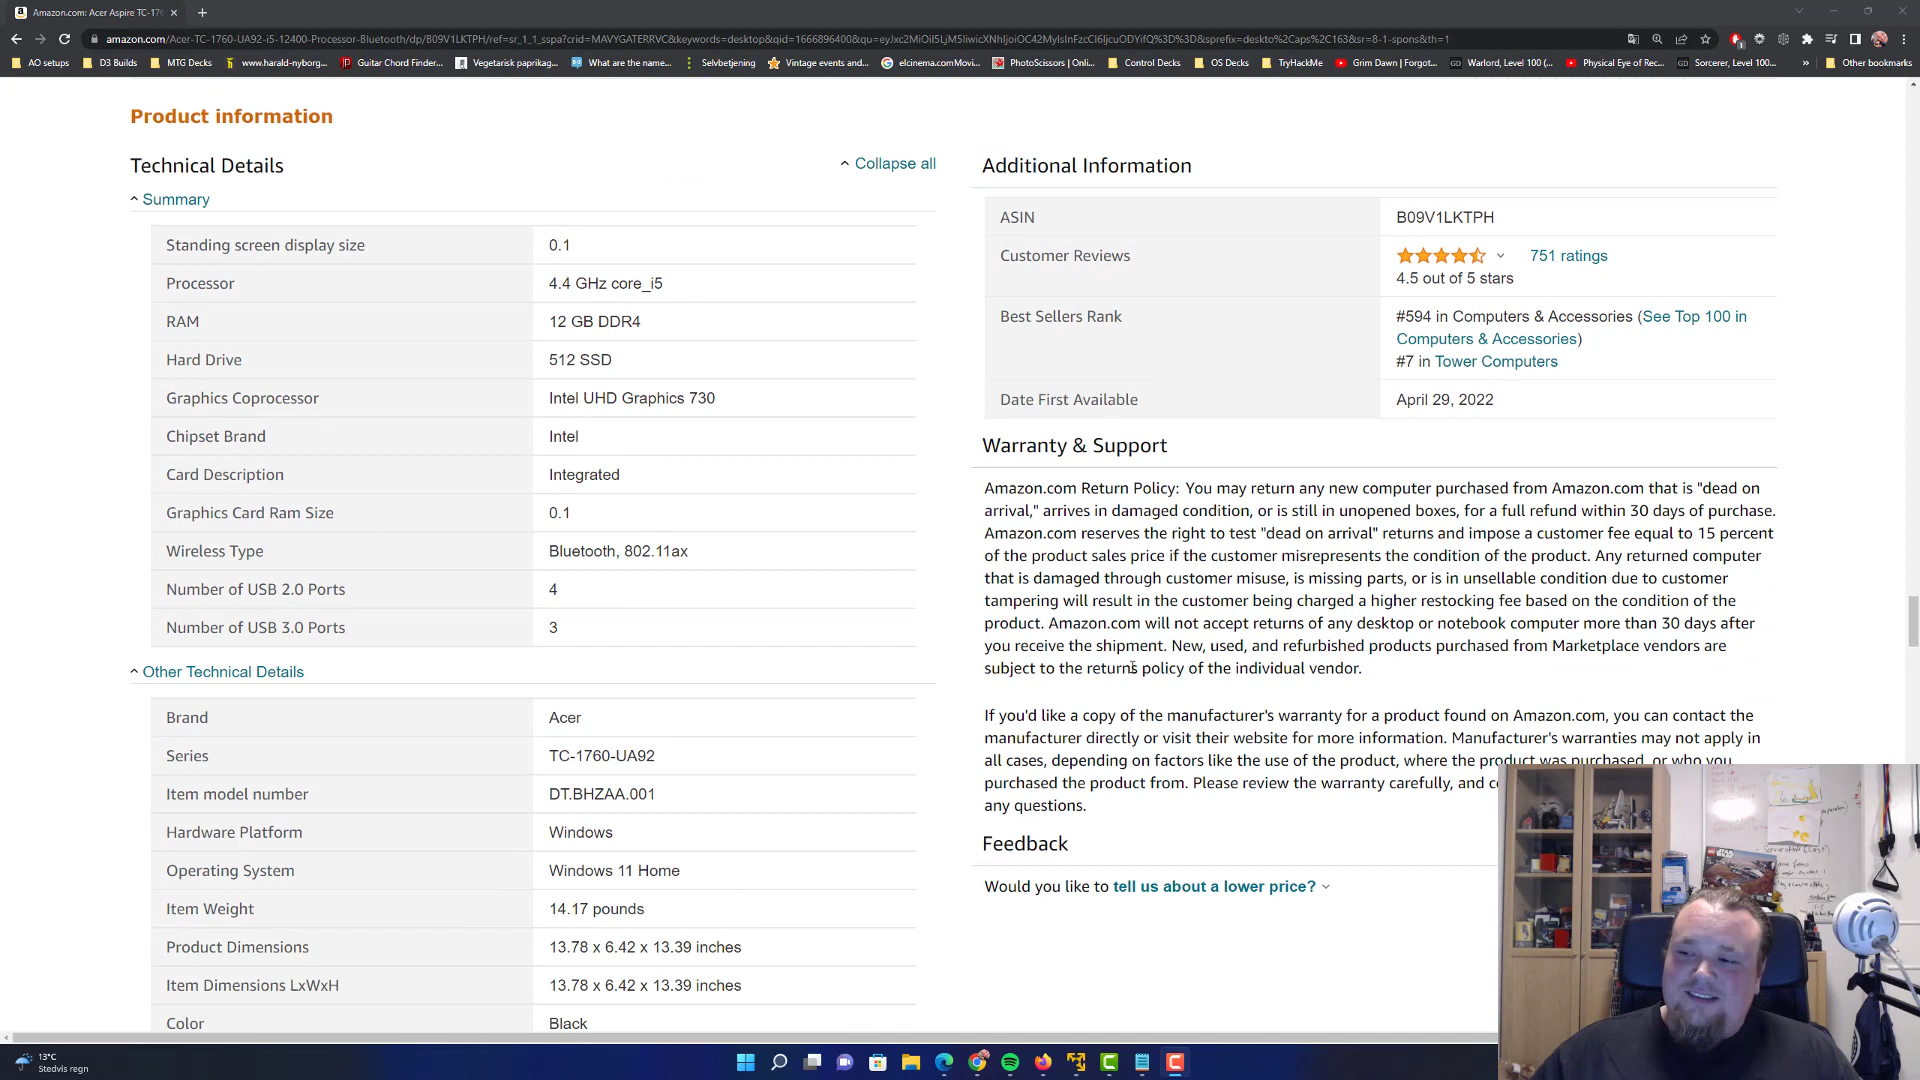 Amazon.com: Acer Aspire TC-17
amazon.com/Acer-TC-1760-UA92-i5-12400-Processor-Bluetooth/dp/B09V1LKTPH/ref=sr_1_1_sspa?crid=MAVYGATERRVC&keywords=desktop&qid=1666896400&qu=
AO setups D3 Builds MTG Decks www.harald-nyborg... Guitar Chord Finder... Vegetarisk paprikag... What are the name... Selvbetjening Vintage events and... elcinema.comMovi... PhotoScissors | Onli... Control Decks OS Decks TryHackMe Grim Dawn | Forgot... Warlord, Level 100 (... Physical Eye of Rec... Sorcerer, Level 100... » Other bookmarks
Product information
Technical Details
Collapse all
Summary
Standing screen display size 0.1
Processor 4.4 GHz core_i5
RAM 12 GB DDR4
Hard Drive 512 SSD
Graphics Coprocessor Intel UHD Graphics 730
Chipset Brand Intel
Card Description Integrated
Graphics Card Ram Size 0.1
Wireless Type Bluetooth, 802.11ax
Number of USB 2.0 Ports 4
Number of USB 3.0 Ports 3
Other Technical Details
Brand Acer
Series TC-1760-UA92
Item model number DT.BHZAA.001
Hardware Platform Windows
Operating System Windows 11 Home
Item Weight 14.17 pounds
Product Dimensions 13.78 x 6.42 x 13.39 inches
Item Dimensions LxWxH 13.78 x 6.42 x 13.39 inches
Color Black
Additional Information
ASIN B09V1LKTPH
Customer Reviews 751 ratings
4.5 out of 5 stars
Best Sellers Rank #594 in Computers & Accessories (See Top 100 in
Computers & Accessories)
#7 in Tower Computers
Date First Available April 29, 2022
Warranty & Support
Amazon.com Return Policy: You may return any new computer purchased from Amazon.com that is "dead on
arrival," arrives in damaged condition, or is still in unopened boxes, for a full refund within 30 days of purchase.
Amazon.com reserves the right to test "dead on arrival" returns and impose a customer fee equal to 15 percent
of the product sales price if the customer misrepresents the condition of the product. Any returned computer
that is damaged through customer misuse, is missing parts, or is in unsellable condition due to customer
tampering will result in the customer being charged a higher restocking fee based on the condition of the
product. Amazon.com will not accept returns of any desktop or notebook computer more than 30 days after
you receive the shipment. New, used, and refurbished products purchased from Marketplace vendors are
subject to the returns policy of the individual vendor.
If you'd like a copy of the manufacturer's warranty for a product found on Amazon.com, you can contact the
manufacturer directly or visit their website for more information. Manufacturer's warranties may not apply in
all cases, depending on factors like the use of the product, where the product was purchased, or who you
purchased the product from. Please review the warranty carefully, and
any questions.
Feedback
Would you like to tell us about a lower price?
13°C
Stedvis regn